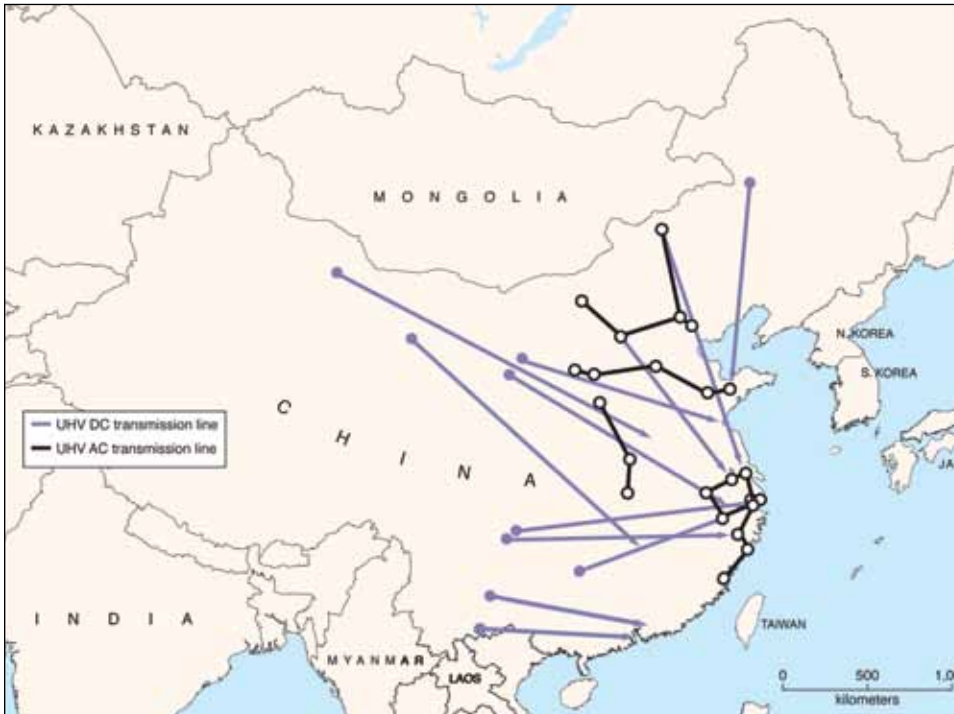 KAZAKHSTAN
MONGOLIA
N. KOREA
S. KOREA
JA
CHINA
UHV DC transmission line
UHV AC transmission line
INDIA
MYANMAR
LAOS
TAIWAN
0 500 1,0
kilometers